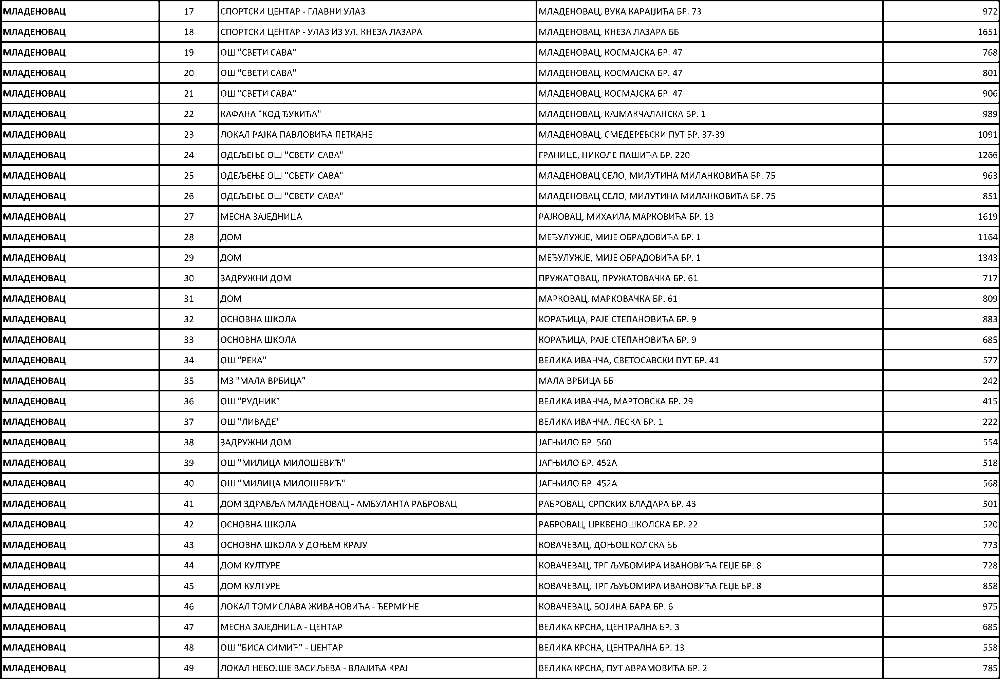 МЛАДЕНОВАЦ 17 СПОРТСКИ ЦЕНТАР - ГЛАВНИ УЛАЗ МЛАДЕНОВАЦ, ВУКА КАРАЏИЋА БР. 73 972
МЛАДЕНОВАЦ 18 СПОРТСКИ ЦЕНТАР - УЛАЗ ИЗ УЛ. КНЕЗА ЛАЗАРА МЛАДЕНОВАЦ, КНЕЗА ЛАЗАРА ББ 1651
МЛАДЕНОВАЦ 19 ОШ "СВЕТИ САВА" МЛАДЕНОВАЦ, КОСМАЈСКА БР. 47 768
МЛАДЕНОВАЦ 20 ОШ "СВЕТИ САВА" МЛАДЕНОВАЦ, КОСМАЈСКА БР. 47 801
МЛАДЕНОВАЦ 21 ОШ "СВЕТИ САВА" МЛАДЕНОВАЦ, КОСМАЈСКА БР. 47 906
МЛАДЕНОВАЦ 22 КАФАНА "КОД ЂУКИЋА" МЛАДЕНОВАЦ, КАЈМАКЧАЛАНСКА БР. 1 989
МЛАДЕНОВАЦ 23 ЛОКАЛ РАЈКА ПАВЛОВИЋА ПЕТКАНЕ МЛАДЕНОВАЦ, СМЕДЕРЕВСКИ ПУТ БР. 37-39 1091
МЛАДЕНОВАЦ 24 ОДЕЉЕЊЕ ОШ ''СВЕТИ САВА'' ГРАНИЦЕ, НИКОЛЕ ПАШИЋА БР. 220 1266
МЛАДЕНОВАЦ 25 ОДЕЉЕЊЕ ОШ ''СВЕТИ САВА'' МЛАДЕНОВАЦ СЕЛО, МИЛУТИНА МИЛАНКОВИЋА БР. 75 963
МЛАДЕНОВАЦ 26 ОДЕЉЕЊЕ ОШ ''СВЕТИ САВА'' МЛАДЕНОВАЦ СЕЛО, МИЛУТИНА МИЛАНКОВИЋА БР. 75 851
МЛАДЕНОВАЦ 27 МЕСНА ЗАЈЕДНИЦА РАЈКОВАЦ, МИХАИЛА МАРКОВИЋА БР. 13 1619
МЛАДЕНОВАЦ 28 ДОМ МЕЂУЛУЖЈЕ, МИЈЕ ОБРАДОВИЋА БР. 1 1164
МЛАДЕНОВАЦ 29 ДОМ МЕЂУЛУЖЈЕ, МИЈЕ ОБРАДОВИЋА БР. 1 1343
МЛАДЕНОВАЦ 30 ЗАДРУЖНИ ДОМ ПРУЖАТОВАЦ, ПРУЖАТОВАЧКА БР. 61 717
МЛАДЕНОВАЦ 31 ДОМ МАРКОВАЦ, МАРКОВАЧКА БР. 61 809
МЛАДЕНОВАЦ 32 ОСНОВНА ШКОЛА КОРАЋИЦА, РАЈЕ СТЕПАНОВИЋА БР. 9 883
МЛАДЕНОВАЦ 33 ОСНОВНА ШКОЛА КОРАЋИЦА, РАЈЕ СТЕПАНОВИЋА БР. 9 685
МЛАДЕНОВАЦ 34 ОШ "РЕКА" ВЕЛИКА ИВАНЧА, СВЕТОСАВСКИ ПУТ БР. 41 577
МЛАДЕНОВАЦ 35 МЗ "МАЛА ВРБИЦА" МАЛА ВРБИЦА ББ 242
МЛАДЕНОВАЦ 36 ОШ "РУДНИК" ВЕЛИКА ИВАНЧА, МАРТОВСКА БР. 29 415
МЛАДЕНОВАЦ 37 ОШ "ЛИВАДЕ" ВЕЛИКА ИВАНЧА, ЛЕСКА БР. 1 222
МЛАДЕНОВАЦ 38 ЗАДРУЖНИ ДОМ ЈАГЊИЛО БР. 560 554
МЛАДЕНОВАЦ 39 ОШ "МИЛИЦА МИЛОШЕВИЋ" ЈАГЊИЛО БР. 452А 518
МЛАДЕНОВАЦ 40 ОШ "МИЛИЦА МИЛОШЕВИЋ" ЈАГЊИЛО БР. 452А 568
МЛАДЕНОВАЦ 41 ДОМ ЗДРАВЉА МЛАДЕНОВАЦ - АМБУЛАНТА РАБРОВАЦ РАБРОВАЦ, СРПСКИХ ВЛАДАРА БР. 43 501
МЛАДЕНОВАЦ 42 ОСНОВНА ШКОЛА РАБРОВАЦ, ЦРКВЕНОШКОЛСКА БР. 22 520
МЛАДЕНОВАЦ 43 ОСНОВНА ШКОЛА У ДОЊЕМ КРАЈУ КОВАЧЕВАЦ, ДОЊОШКОЛСКА ББ 773
МЛАДЕНОВАЦ 44 ДОМ КУЛТУРЕ КОВАЧЕВАЦ, ТРГ ЉУБОМИРА ИВАНОВИЋА ГЕЏЕ БР. 8 728
МЛАДЕНОВАЦ 45 ДОМ КУЛТУРЕ КОВАЧЕВАЦ, ТРГ ЉУБОМИРА ИВАНОВИЋА ГЕЏЕ БР. 8 858
МЛАДЕНОВАЦ 46 ЛОКАЛ ТОМИСЛАВА ЖИВАНОВИЋА - ЂЕРМИНЕ КОВАЧЕВАЦ, БОЈИНА БАРА БР. 6 975
МЛАДЕНОВАЦ 47 МЕСНА ЗАЈЕДНИЦА - ЦЕНТАР ВЕЛИКА КРСНА, ЦЕНТРАЛНА БР. 3 685
МЛАДЕНОВАЦ 48 ОШ "БИСА СИМИЋ" - ЦЕНТАР ВЕЛИКА КРСНА, ЦЕНТРАЛНА БР. 13 558
МЛАДЕНОВАЦ 49 ЛОКАЛ НЕБОЈШЕ ВАСИЉЕВА - ВЛАЈИЋА КРАЈ ВЕЛИКА КРСНА, ПУТ АВРАМОВИЋА БР. 2 785